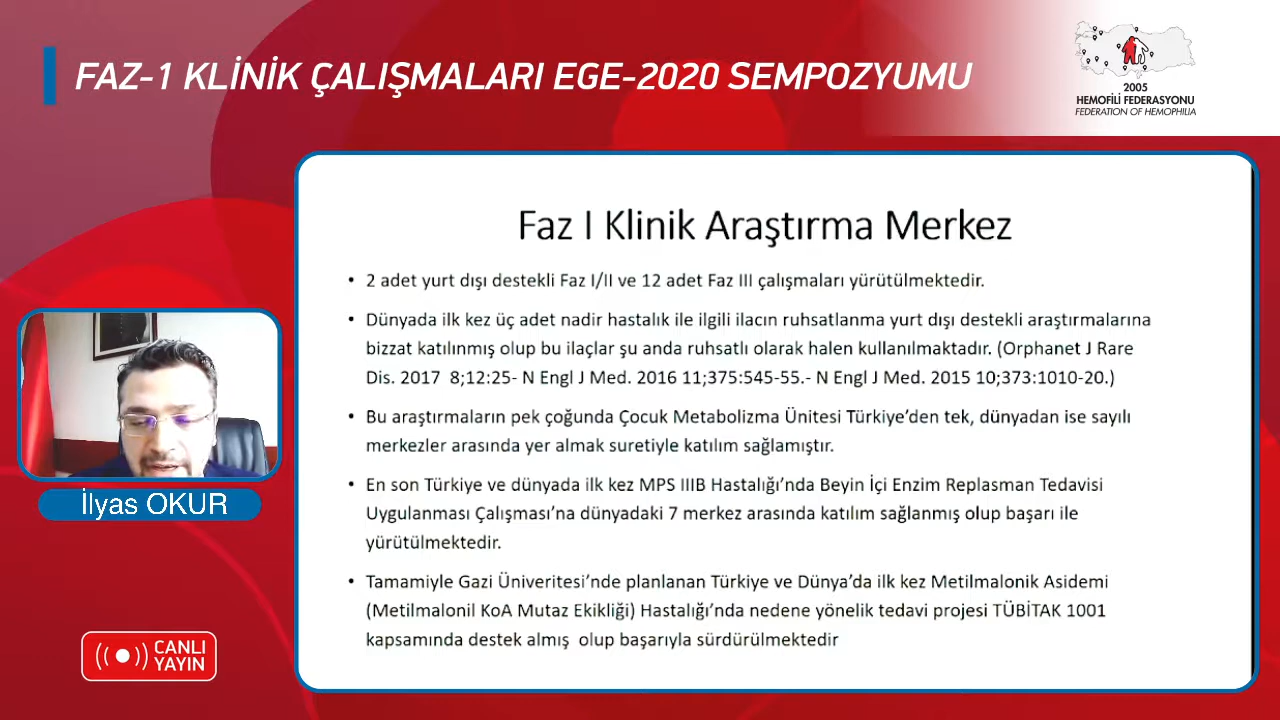 FAZ-1 KLİNİK ÇALIŞMALARI EGE-2020 SEMPOZYUMU
2005
HEMOFİLİ FEDERASYONU
FEDERATION OF HEMOPHILIA
Faz I Klinik Araştırma Merkez
• 2 adet yurt dışı destekli Faz I/II ve 12 adet Faz III çalışmaları yürütülmektedir.
• Dünyada ilk kez üç adet nadir hastalık ile ilgili ilacın ruhsatlanma yurt dışı destekli araştırmalarına
bizzat katılınmış olup bu ilaçlar şu anda ruhsatlı olarak halen kullanılmaktadır. (Orphanet J Rare
Dis. 2017 8;12:25- N Engl J Med. 2016 11;375:545-55.- N Engl J Med. 2015 10;373:1010-20.)
• Bu araştırmaların pek çoğunda Çocuk Metabolizma Ünitesi Türkiye'den tek, dünyadan ise sayılı
merkezler arasında yer almak suretiyle katılım sağlamıştır.
• En son Türkiye ve dünyada ilk kez MPS IIIB Hastalığı'nda Beyin İçi Enzim Replasman Tedavisi
Uygulanması Çalışması'na dünyadaki 7 merkez arasında katılım sağlanmış olup başarı ile
yürütülmektedir.
• Tamamiyle Gazi Üniveritesi'nde planlanan Türkiye ve Dünya'da ilk kez Metilmalonik Asidemi
(Metilmalonil KoA Mutaz Ekikliği) Hastalığı'nda nedene yönelik tedavi projesi TÜBİTAK 1001
kapsamında destek almış olup başarıyla sürdürülmektedir
İlyas OKUR
CANLI
YAYIN